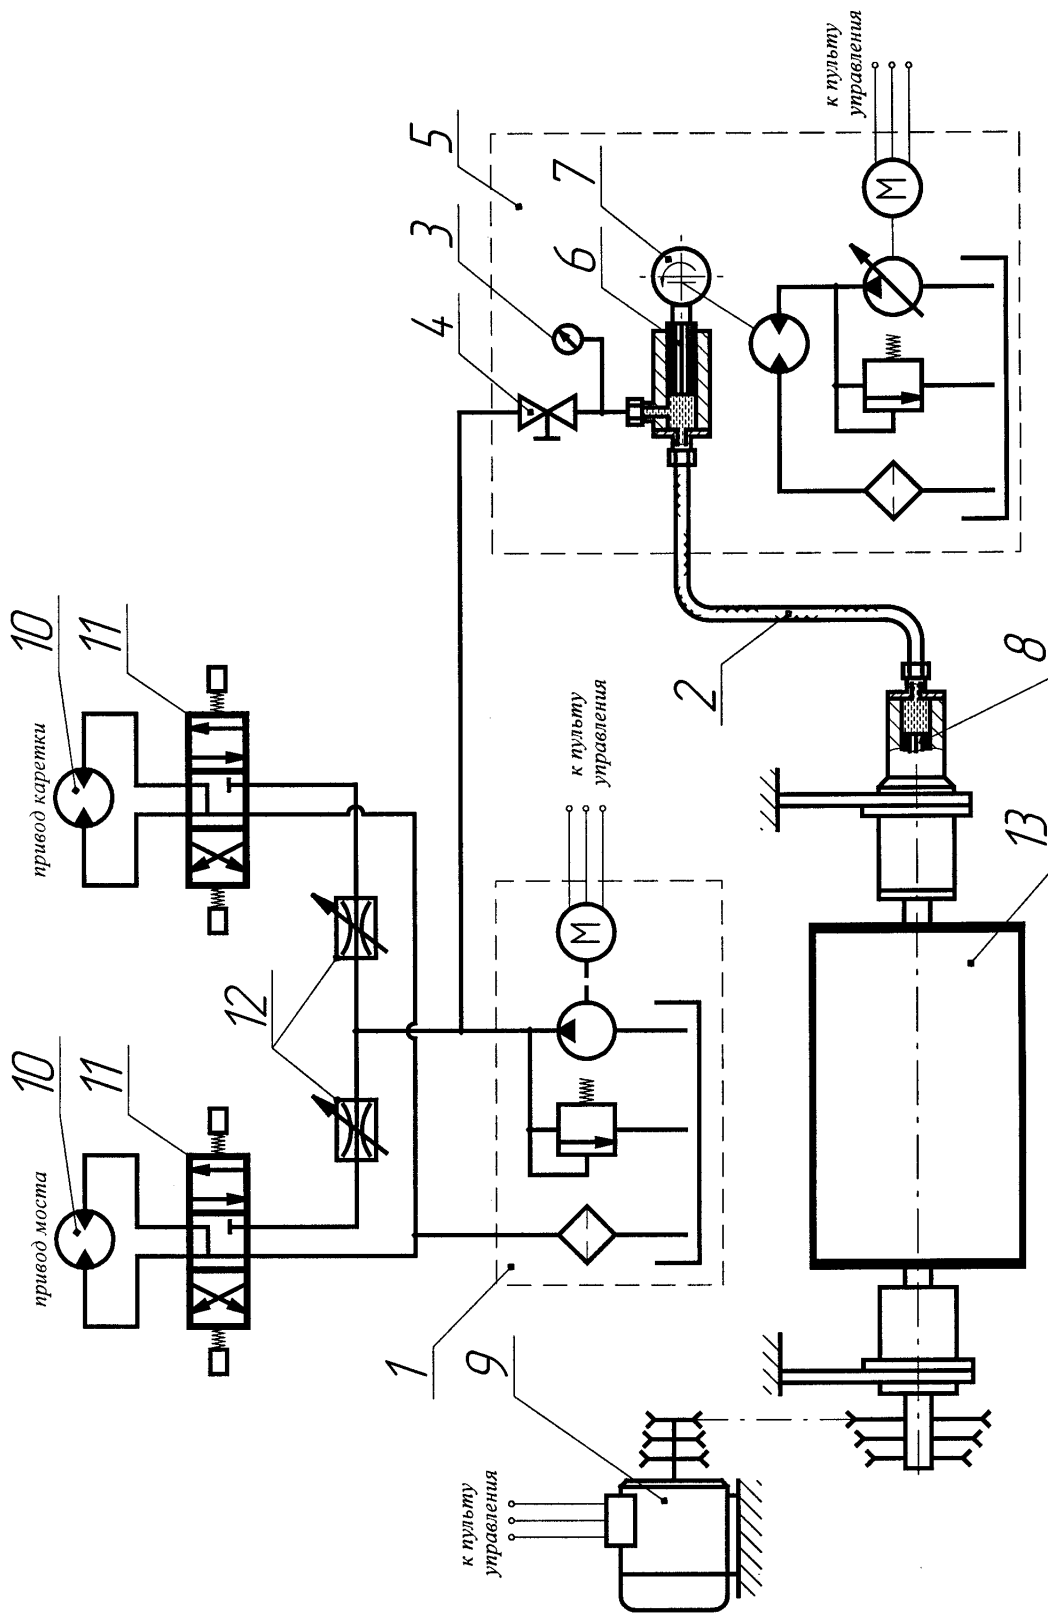 привод моста
10
11
привод каретки
10
11
12
1
9
к пульту
управления
М
к пульту
управления
2
4
3
5
6
7
М
к пульту
управления
8
13